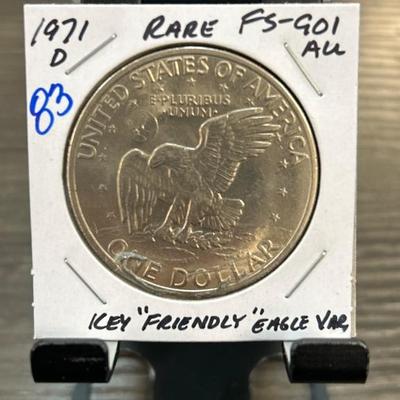 1971 RARE FS-901
D AU
83
UNITED STATES OF AMERICA
E·PLURIBUS
UNUM·
ONE DOLLAR
KEY "FRIENDLY" EAGLE VAR,